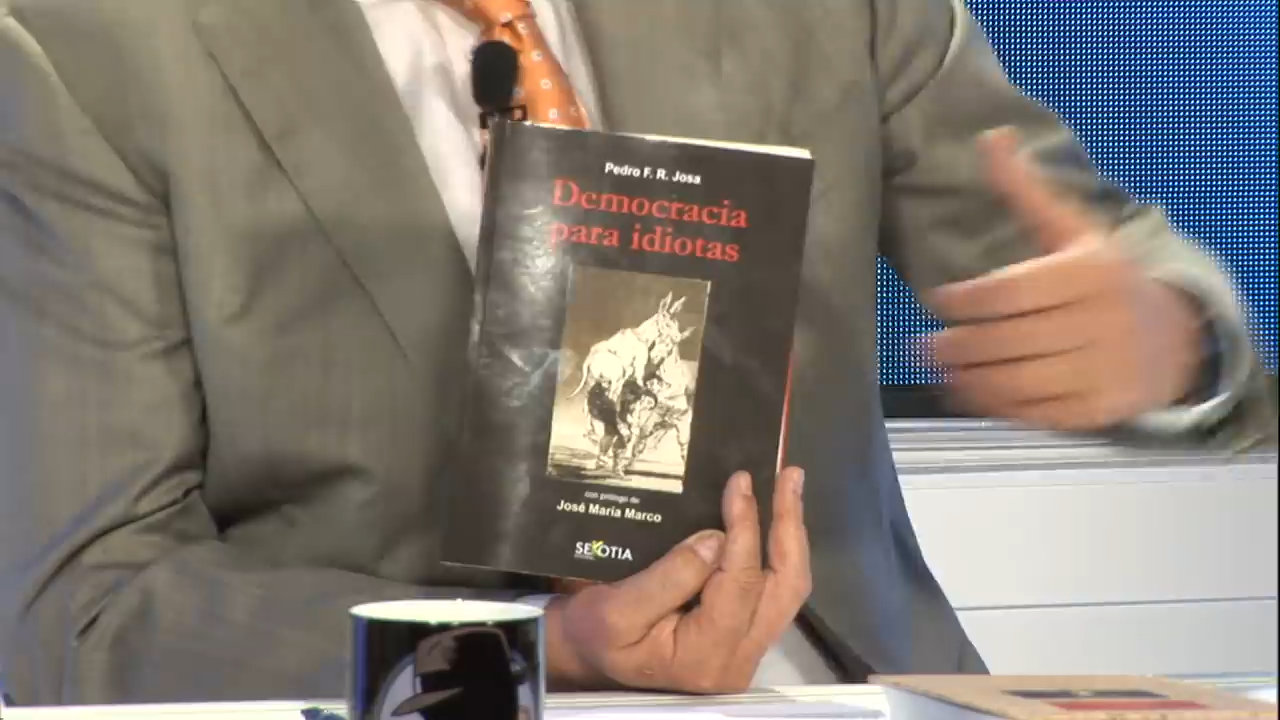 Pedro F. R. Josa
Democracia
para idiotas
con prólogo de
José María Marco
SEKOTIA